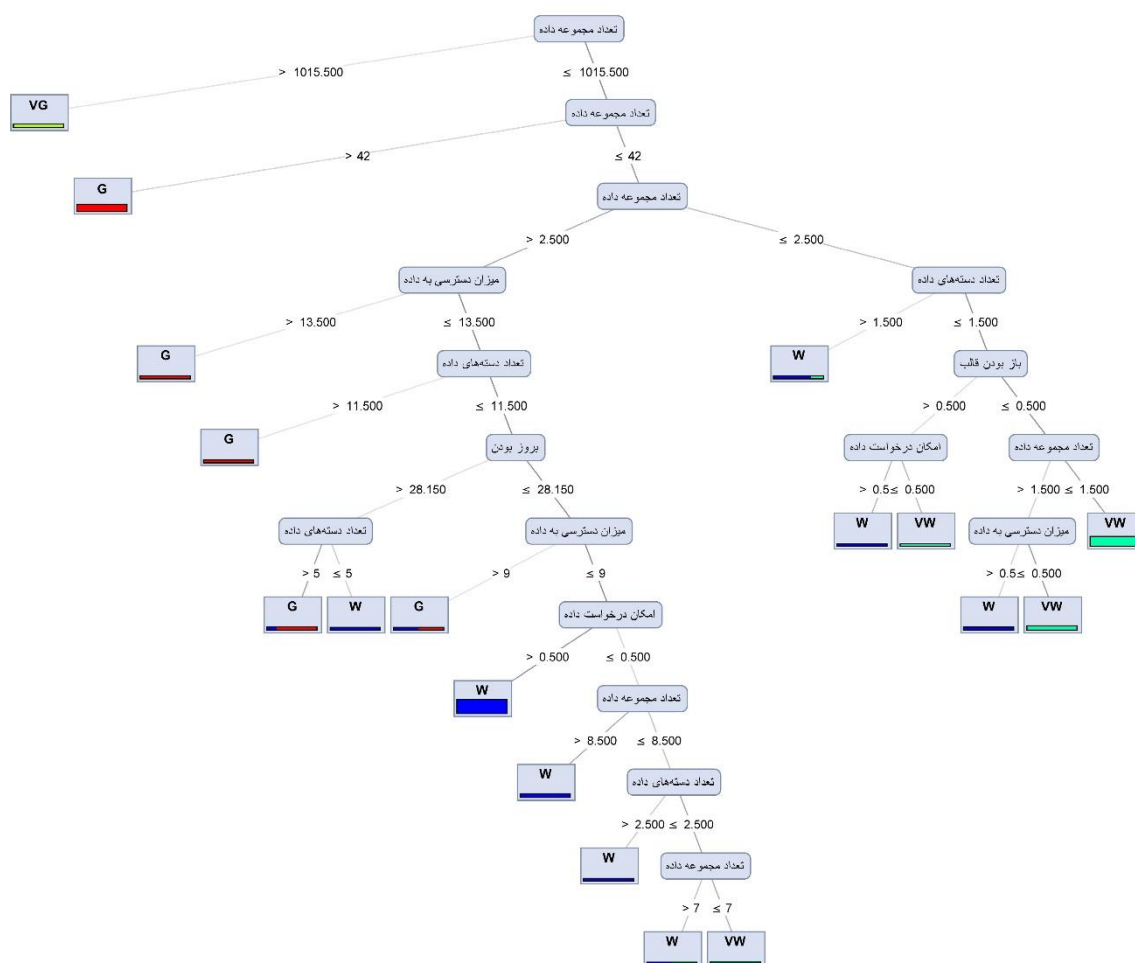 تعداد مجموعه داده
> 1015.500
≤ 1015.500
VG
تعداد مجموعه داده
> 42
≤ 42
G
تعداد مجموعه داده
> 2.500
≤ 2.500
میزان دسترسی به داده
تعداد دسته‌های داده
> 13.500
≤ 13.500
> 1.500
≤ 1.500
G
تعداد دسته‌های داده
W
باز بودن قالب
> 11.500
≤ 11.500
> 0.500
≤ 0.500
G
بروز بودن
امکان درخواست داده
تعداد مجموعه داده
> 28.150
≤ 28.150
> 0.5
≤ 0.500
> 1.500
≤ 1.500
تعداد دسته‌های داده
میزان دسترسی به داده
W
VW
میزان دسترسی به داده
VW
> 5
≤ 5
> 9
≤ 9
> 0.5
≤ 0.500
G
W
G
امکان درخواست داده
W
VW
> 0.500
≤ 0.500
W
تعداد مجموعه داده
> 8.500
≤ 8.500
W
تعداد دسته‌های داده
> 2.500
≤ 2.500
W
تعداد مجموعه داده
> 7
≤ 7
W
VW